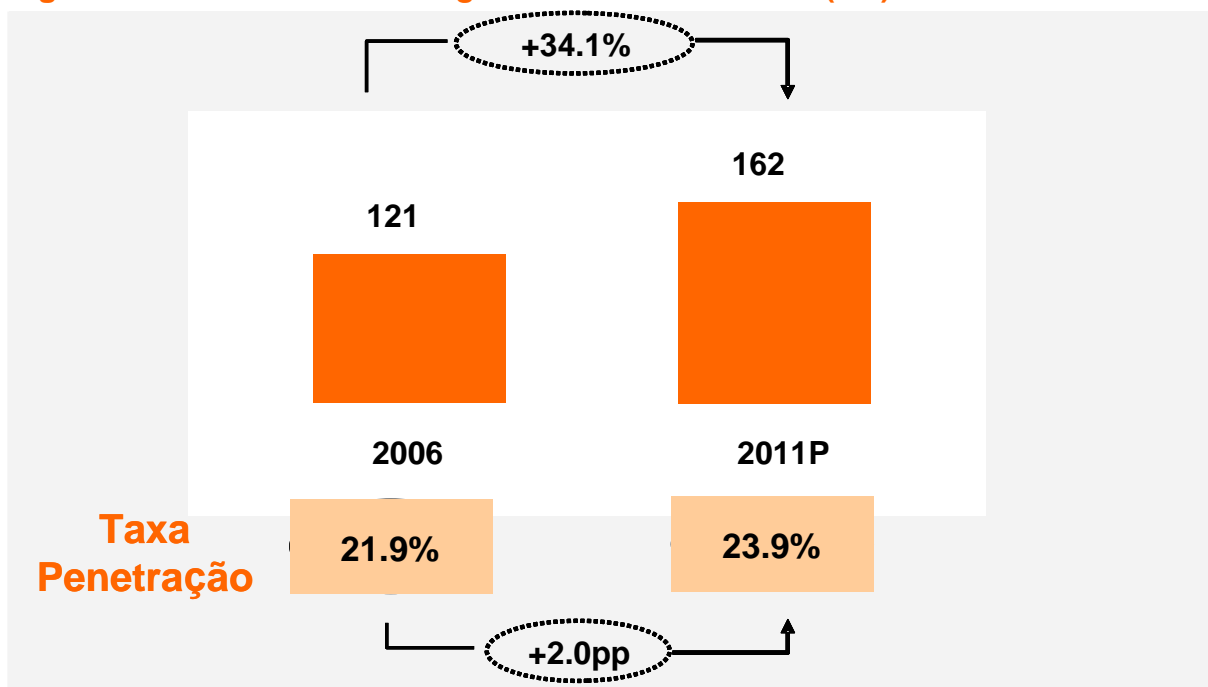 +34.1%
162
121
2006
2011P
Taxa
Penetração
21.9%
23.9%
+2.0pp